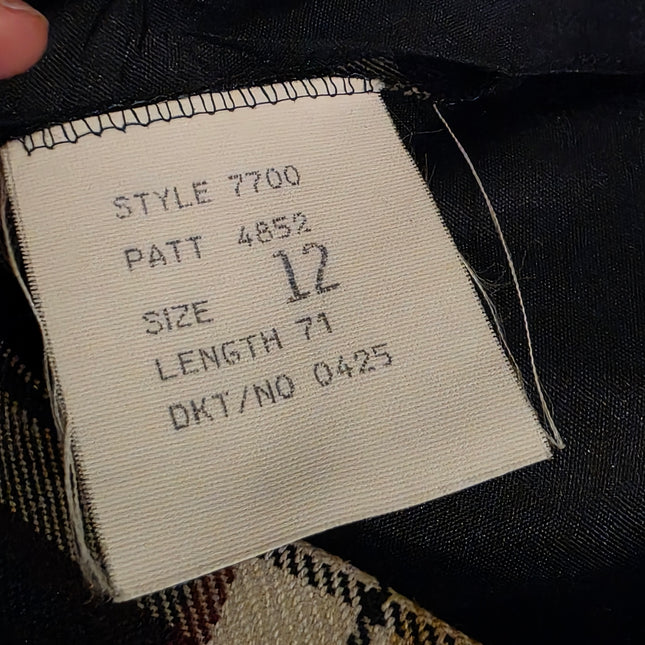 STYLE 7700
PATT 4852
SIZE 12
LENGTH 71
DKT/NO 0425